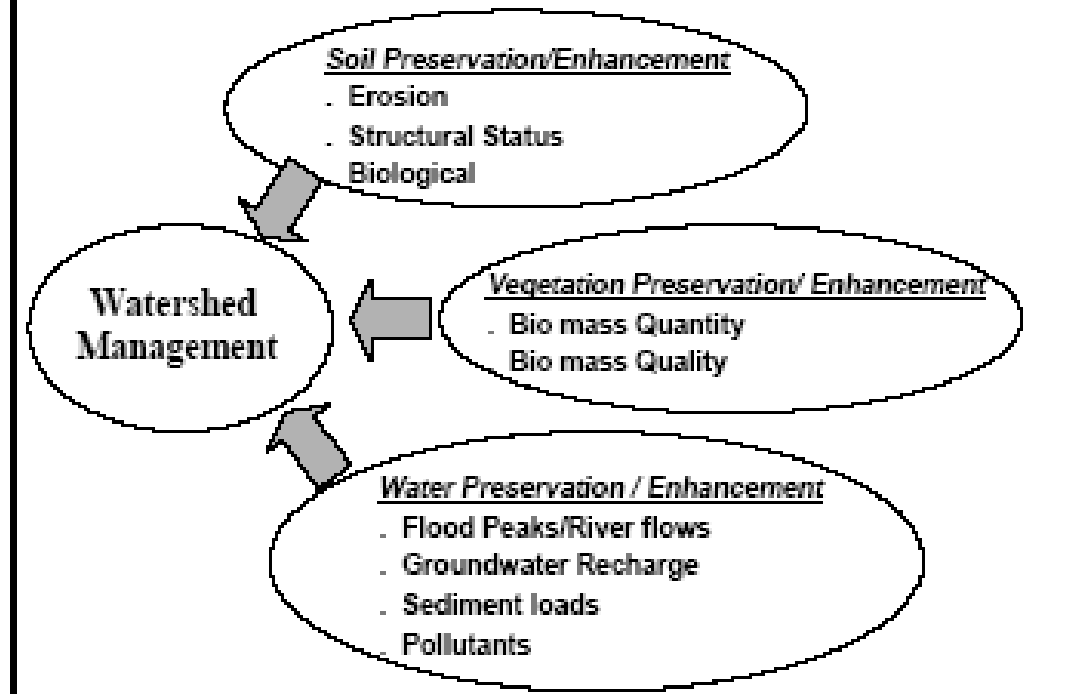 Soil Preservation/Enhancement
. Erosion
. Structural Status
. Biological
Watershed
Management
Vegetation Preservation/ Enhancement
. Bio mass Quantity
Bio mass Quality
Water Preservation / Enhancement
. Flood Peaks/River flows
. Groundwater Recharge
. Sediment loads
. Pollutants